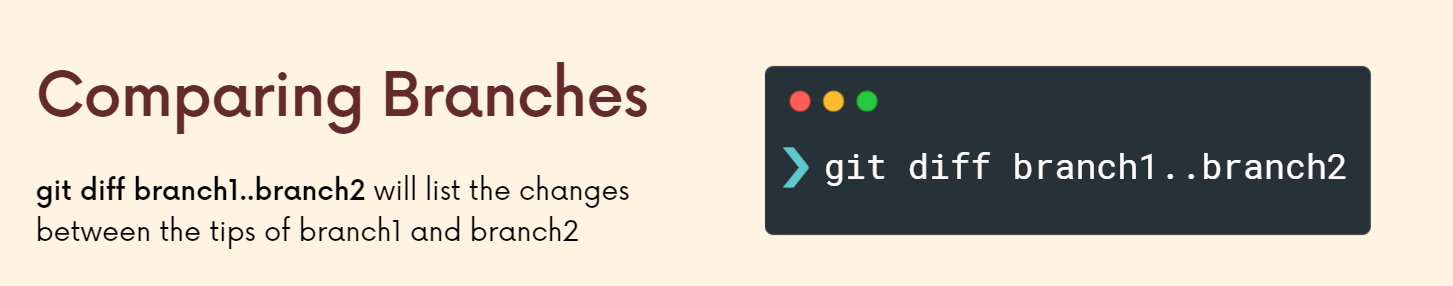 Comparing Branches
git diff branch1..branch2 will list the changes
between the tips of branch1 and branch2
❯ git diff branch1..branch2